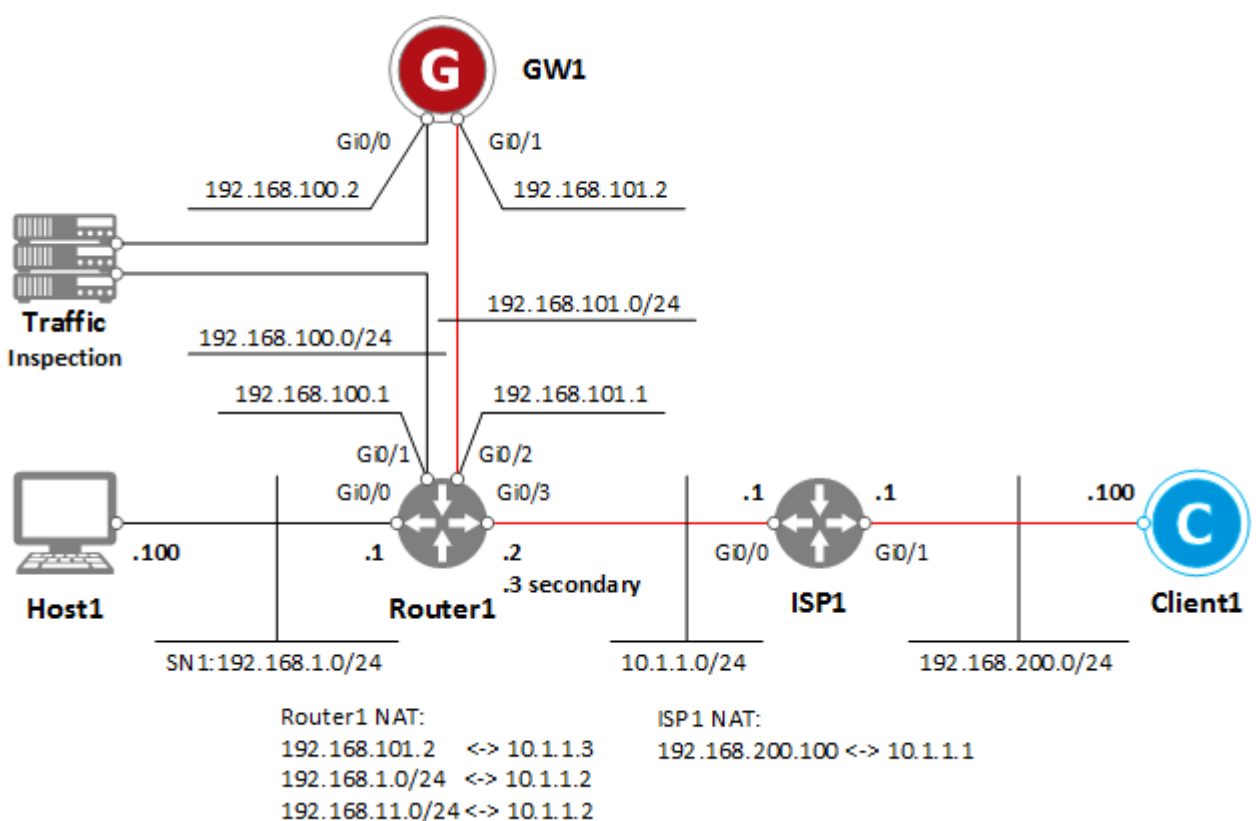 G
GW1
Gi0/0
Gi0/1
192.168.100.2
192.168.101.2
Traffic
Inspection
192.168.101.0/24
192.168.100.0/24
192.168.100.1
192.168.101.1
Gi0/1
Gi0/2
Gi0/0
Gi0/3
.1
.1
.100
C
.100
.1
.2
Gi0/0
Gi0/1
.3 secondary
Host1
Router1
ISP1
Client1
SN1:192.168.1.0/24
10.1.1.0/24
192.168.200.0/24
Router1 NAT:
192.168.101.2 <-> 10.1.1.3
192.168.1.0/24 <-> 10.1.1.2
192.168.11.0/24 <-> 10.1.1.2
ISP1 NAT:
192.168.200.100 <-> 10.1.1.1